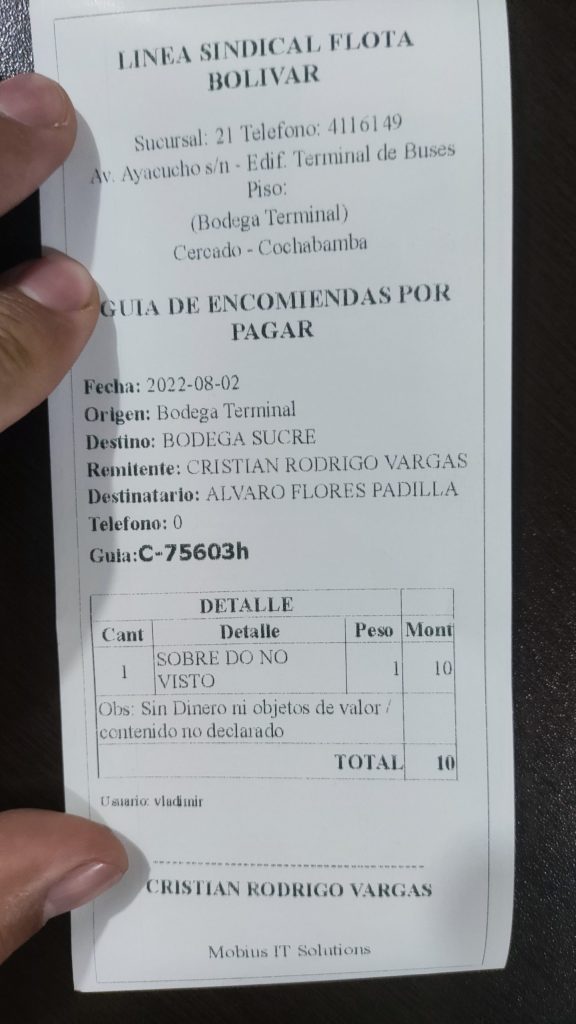 LINEA SINDICAL FLOTA
BOLIVAR
Sucursal: 21 Telefono: 4116149
Av. Ayacucho s/n - Edif. Terminal de Buses
Piso:
(Bodega Terminal)
Cercado - Cochabamba
GUIA DE ENCOMIENDAS POR
PAGAR
Fecha: 2022-08-02
Origen: Bodega Terminal
Destino: BODEGA SUCRE
Remitente: CRISTIAN RODRIGO VARGAS
Destinatario: ALVARO FLORES PADILLA
Telefono: 0
Guia:C-75603h
DETALLE
Cant Detalle Peso Mont
1 SOBRE DO NO VISTO 1 10
Obs: Sin Dinero ni objetos de valor /
contenido no declarado
TOTAL 10
Usuario: vladimir
CRISTIAN RODRIGO VARGAS
Mobius IT Solutions